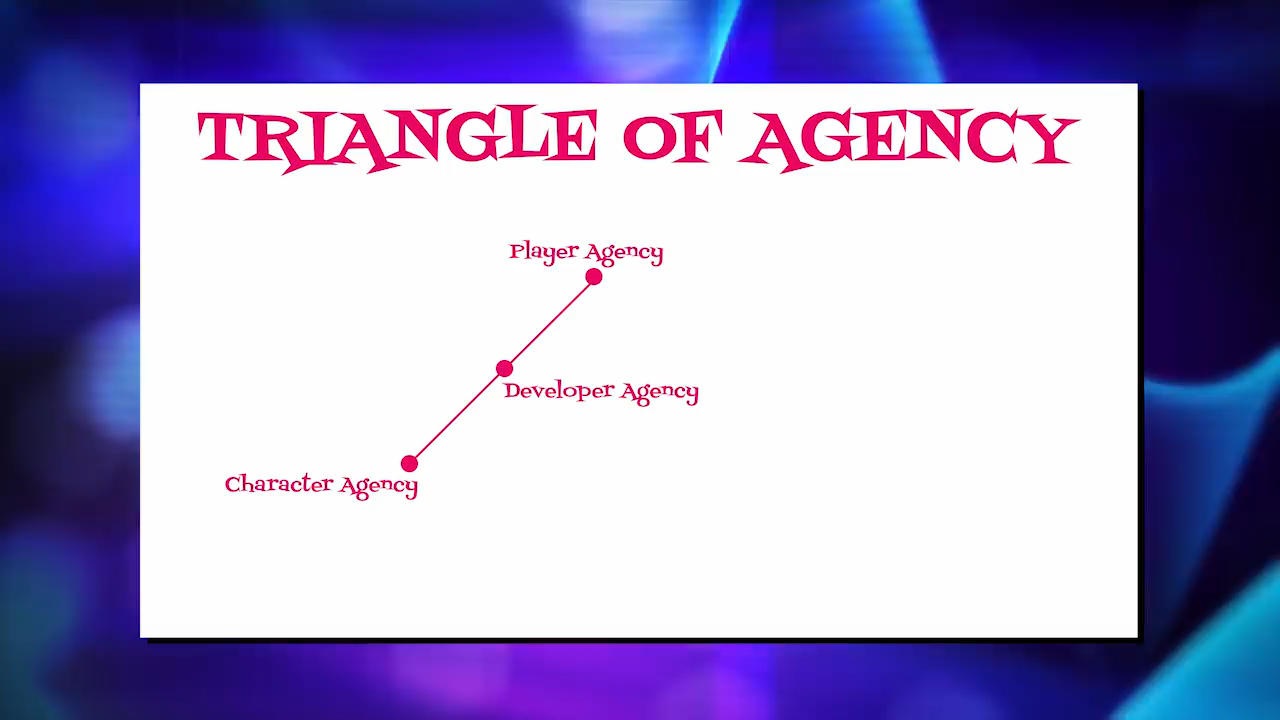 TRIANGLE OF AGENCY
Player Agency
Developer Agency
Character Agency